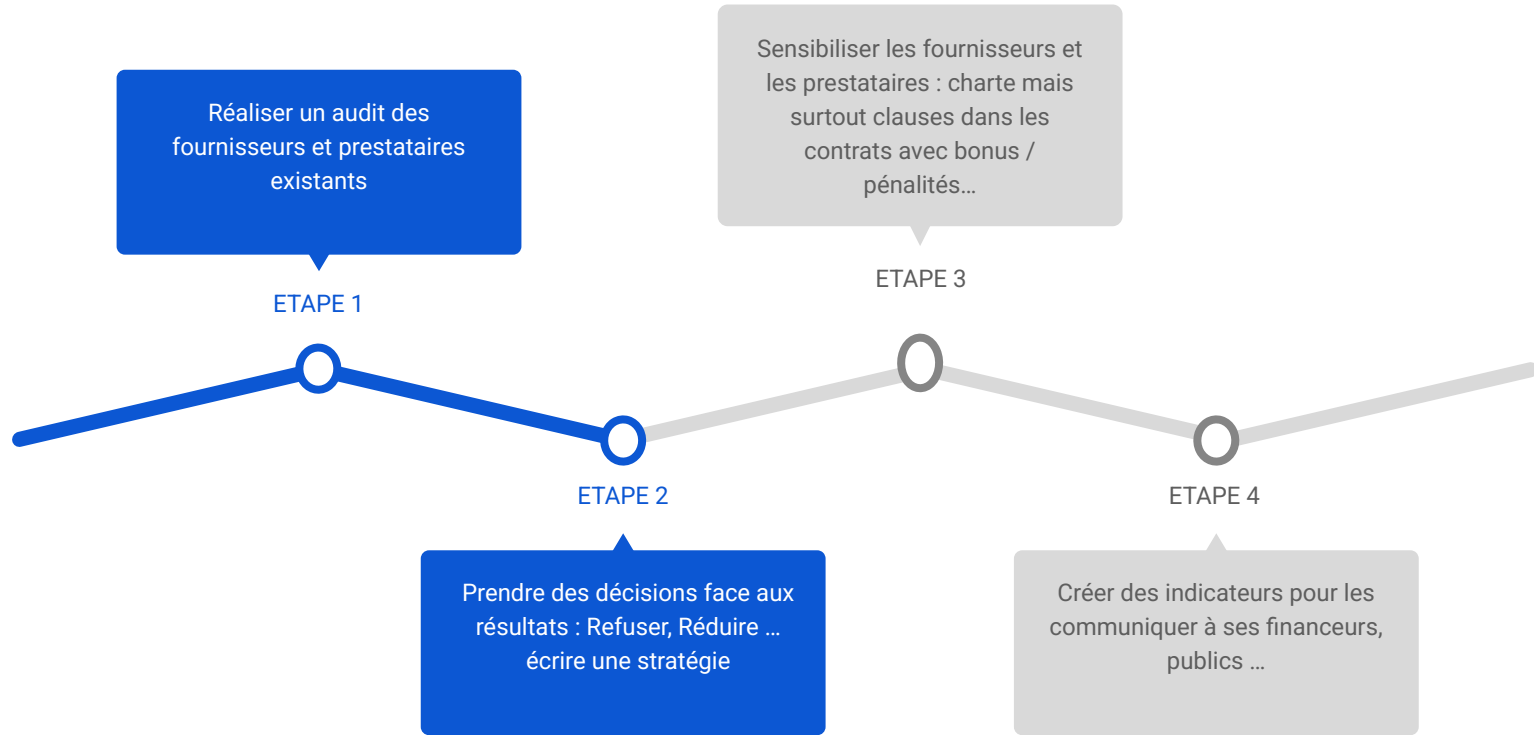 Réaliser un audit des
fournisseurs et prestataires
existants
ETAPE 1
Prendre des décisions face aux
résultats : Refuser, Réduire …
écrire une stratégie
ETAPE 2
Sensibiliser les fournisseurs et
les prestataires : charte mais
surtout clauses dans les
contrats avec bonus /
pénalités…
ETAPE 3
Créer des indicateurs pour les
communiquer à ses financeurs,
publics …
ETAPE 4